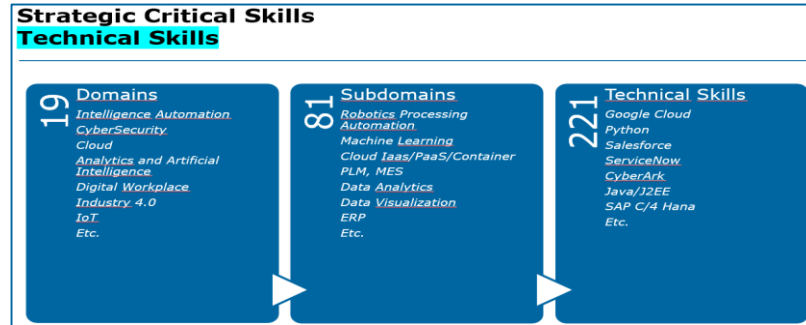 Strategic Critical Skills
Technical Skills
19
Domains
Intelligence Automation
CyberSecurity
Cloud
Analytics and Artificial
Intelligence
Digital Workplace
Industry 4.0
IoT
Etc.
81
Subdomains
Robotics Processing
Automation
Machine Learning
Cloud Iaas/PaaS/Container
PLM, MES
Data Analytics
Data Visualization
ERP
Etc.
221
Technical Skills
Google Cloud
Python
Salesforce
ServiceNow
CyberArk
Java/J2EE
SAP C/4 Hana
Etc.